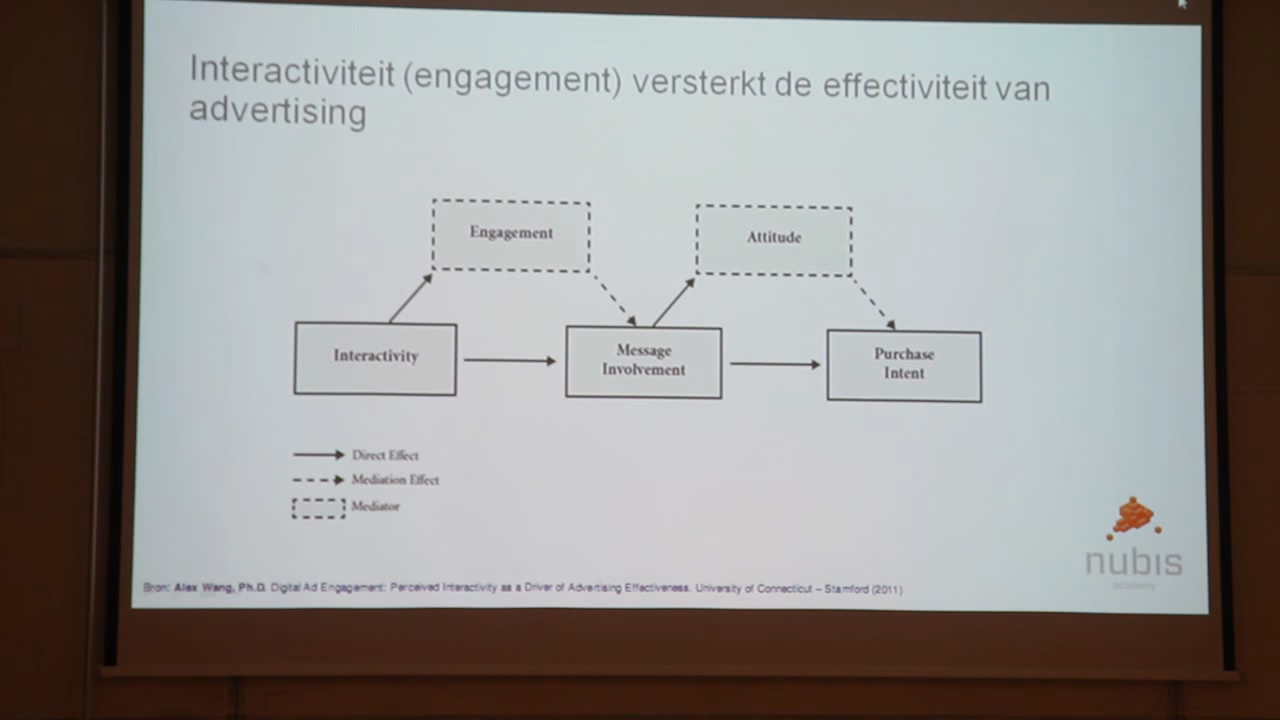 Interactiviteit (engagement) versterkt de effectiviteit van
advertising
Engagement
Attitude
Interactivity
Message
Involvement
Purchase
Intent
Direct Effect
Mediation Effect
Mediator
Bron: Alex Wang, Ph.D. Digital Ad Engagement: Perceived Interactivity as a Driver of Advertising Effectiveness. University of Connecticut – Stamford (2011)
nubis
academy